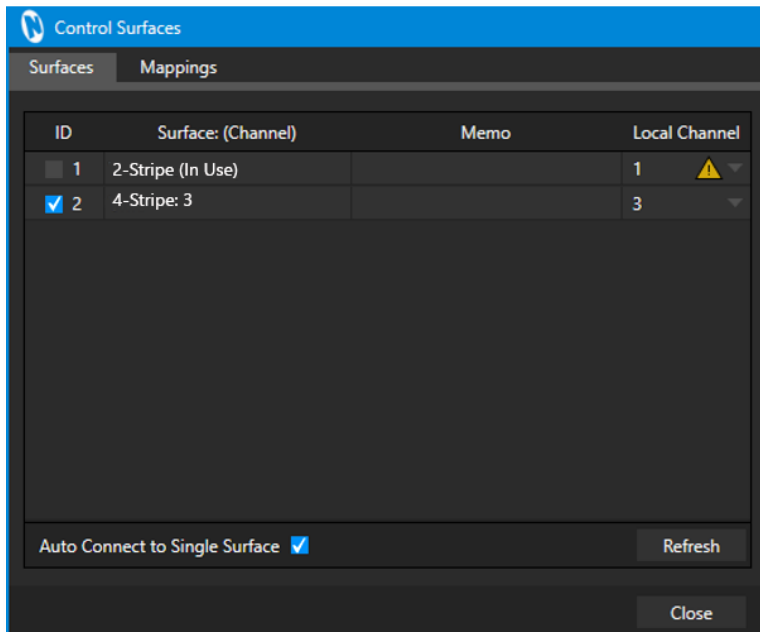 Control Surfaces
Surfaces Mappings
ID Surface: (Channel) Memo Local Channel
1 2-Stripe (In Use) 1
2 4-Stripe: 3 3
Auto Connect to Single Surface Refresh
Close